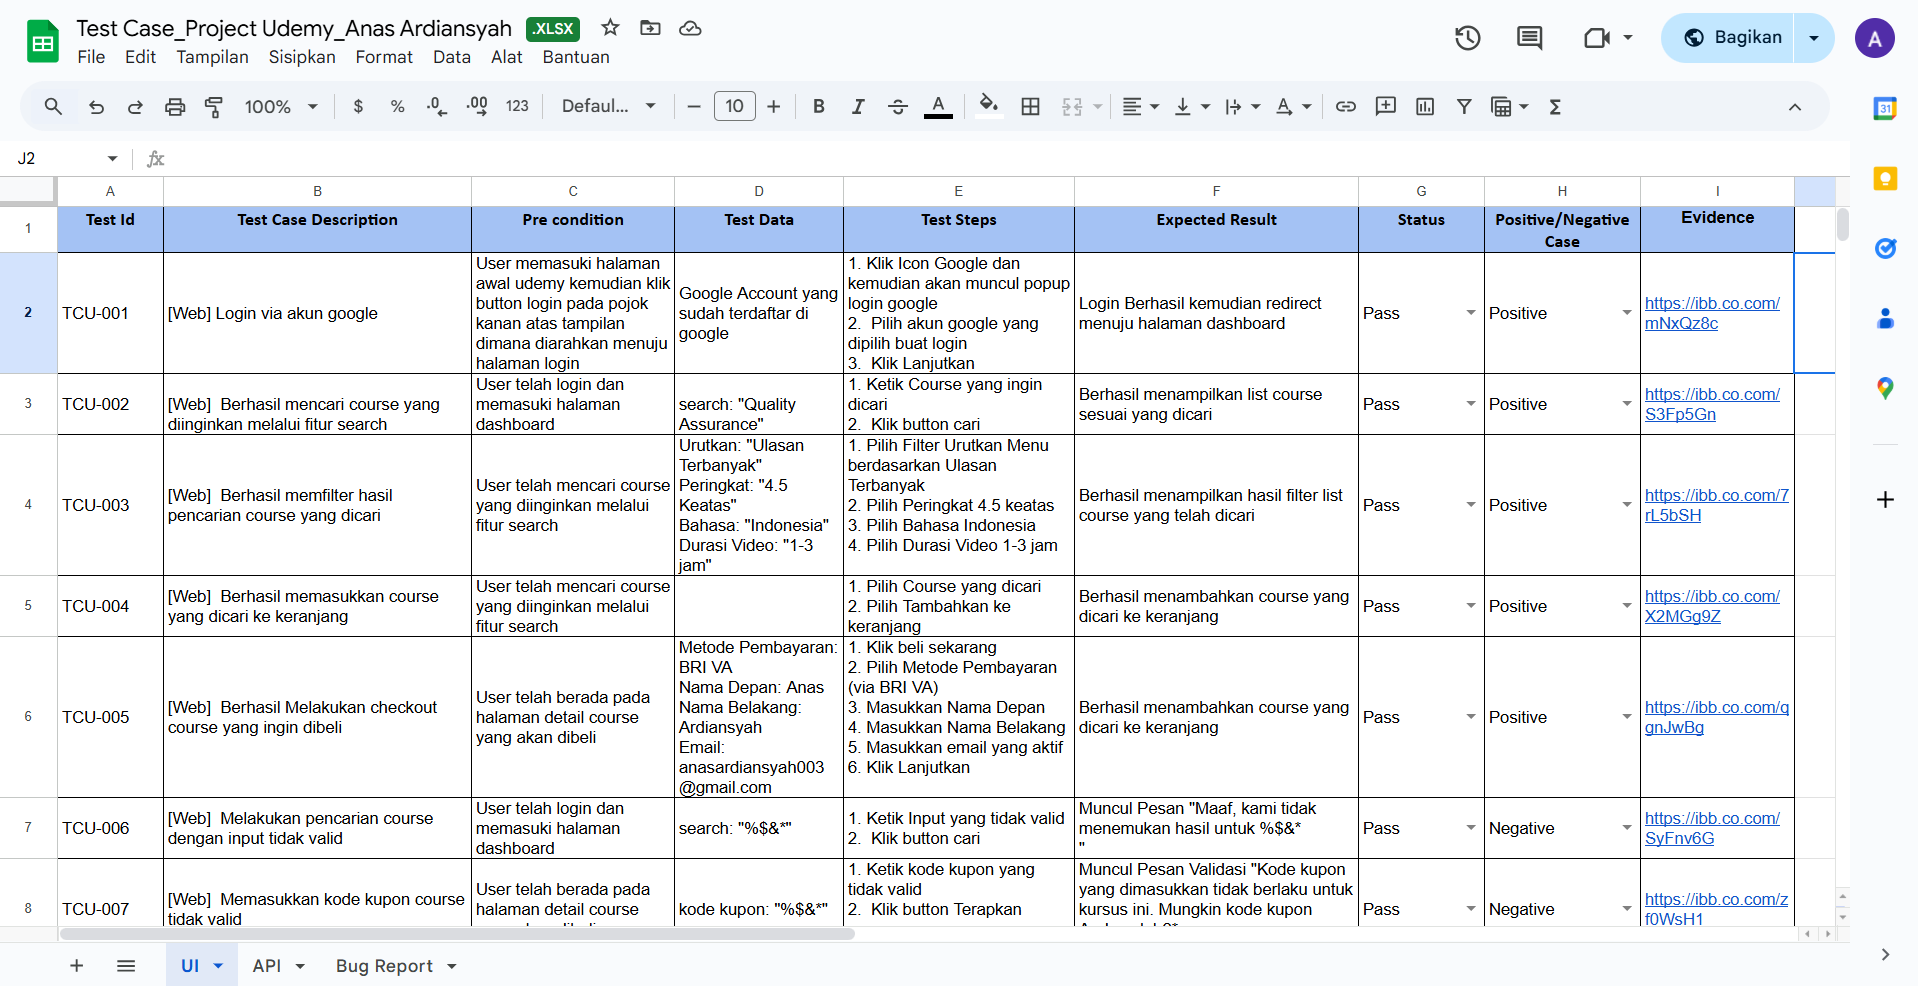 Test Case_Project Udemy_Anas Ardiansyah .XLSX
File Edit Tampilan Sisipkan Format Data Alat Bantuan
Bagikan
A
100% $ % .0 .00 123 Defaul... 10 B I A
31
J2 fx
A B C D E F G H I
1 Test Id Test Case Description Pre condition Test Data Test Steps Expected Result Status Positive/Negative Case Evidence
2
TCU-001
[Web] Login via akun google
User memasuki halaman
awal udemy kemudian klik
button login pada pojok
kanan atas tampilan
dimana diarahkan menuju
halaman login
Google Account yang
sudah terdaftar di
google
1. Klik Icon Google dan
kemudian akan muncul popup
login google
2.  Pilih akun google yang
dipilih buat login
3.  Klik Lanjutkan
Login Berhasil kemudian redirect
menuju halaman dashboard
Pass
Positive
https://ibb.co.com/
mNxQz8c
3
TCU-002
[Web]  Berhasil mencari course yang
diinginkan melalui fitur search
User telah login dan
memasuki halaman
dashboard
search: "Quality
Assurance"
1. Ketik Course yang ingin
dicari
2.  Klik button cari
Berhasil menampilkan list course
sesuai yang dicari
Pass
Positive
https://ibb.co.com/
S3Fp5Gn
4
TCU-003
[Web]  Berhasil memfilter hasil
pencarian course yang dicari
User telah mencari course
yang diinginkan melalui
fitur search
Urutkan: "Ulasan
Terbanyak"
Peringkat: "4.5
Keatas"
Bahasa: "Indonesia"
Durasi Video: "1-3
jam"
1. Pilih Filter Urutkan Menu
berdasarkan Ulasan
Terbanyak
2. Pilih Peringkat 4.5 keatas
3. Pilih Bahasa Indonesia
4. Pilih Durasi Video 1-3 jam
Berhasil menampilkan hasil filter list
course yang telah dicari
Pass
Positive
https://ibb.co.com/7
rL5bSH
5
TCU-004
[Web]  Berhasil memasukkan course
yang dicari ke keranjang
User telah mencari course
yang diinginkan melalui
fitur search
1. Pilih Course yang dicari
2. Pilih Tambahkan ke
keranjang
Berhasil menambahkan course yang
dicari ke keranjang
Pass
Positive
https://ibb.co.com/
X2MGg9Z
6
TCU-005
[Web]  Berhasil Melakukan checkout
course yang ingin dibeli
User telah berada pada
halaman detail course
yang akan dibeli
Metode Pembayaran:
BRI VA
Nama Depan: Anas
Nama Belakang:
Ardiansyah
Email:
anasardiansyah003
@gmail.com
1. Klik beli sekarang
2. Pilih Metode Pembayaran
(via BRI VA)
3. Masukkan Nama Depan
4. Masukkan Nama Belakang
5. Masukkan email yang aktif
6. Klik Lanjutkan
Berhasil menambahkan course yang
dicari ke keranjang
Pass
Positive
https://ibb.co.com/q
gnJwBg
7
TCU-006
[Web]  Melakukan pencarian course
dengan input tidak valid
User telah login dan
memasuki halaman
dashboard
search: "%$&*"
1. Ketik Input yang tidak valid
2.  Klik button cari
Muncul Pesan "Maaf, kami tidak
menemukan hasil untuk %$&*
"
Pass
Negative
https://ibb.co.com/
SyFnv6G
8
TCU-007
[Web]  Memasukkan kode kupon course
tidak valid
User telah berada pada
halaman detail course
kode kupon: "%$&*"
1. Ketik kode kupon yang
tidak valid
2.  Klik button Terapkan
Muncul Pesan Validasi "Kode kupon
yang dimasukkan tidak berlaku untuk
kursus ini. Mungkin kode kupon
Pass
Negative
https://ibb.co.com/z
f0WsH1
UI API Bug Report